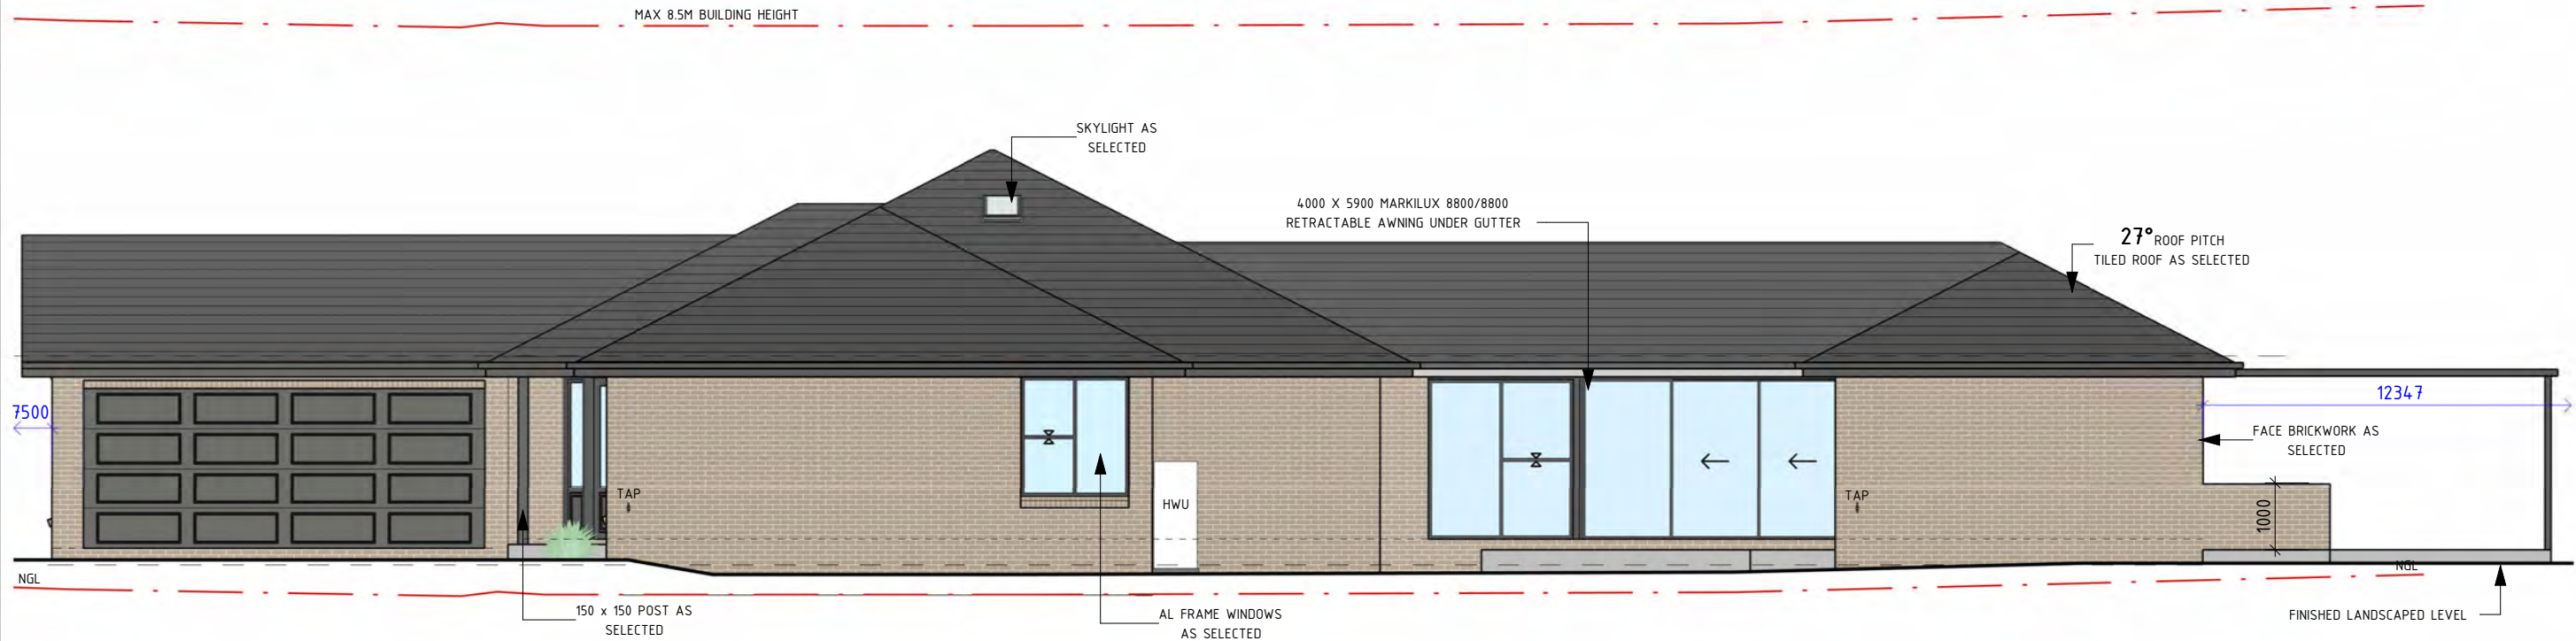 MAX 8.5M BUILDING HEIGHT
SKYLIGHT AS
SELECTED
4000 X 5900 MARKILUX 8800/8800
RETRACTABLE AWNING UNDER GUTTER
27° ROOF PITCH
TILED ROOF AS SELECTED
7500
12347
FACE BRICKWORK AS
SELECTED
TAP
HWU
TAP
1000
NGL
NGL
150 x 150 POST AS
SELECTED
AL FRAME WINDOWS
AS SELECTED
FINISHED LANDSCAPED LEVEL